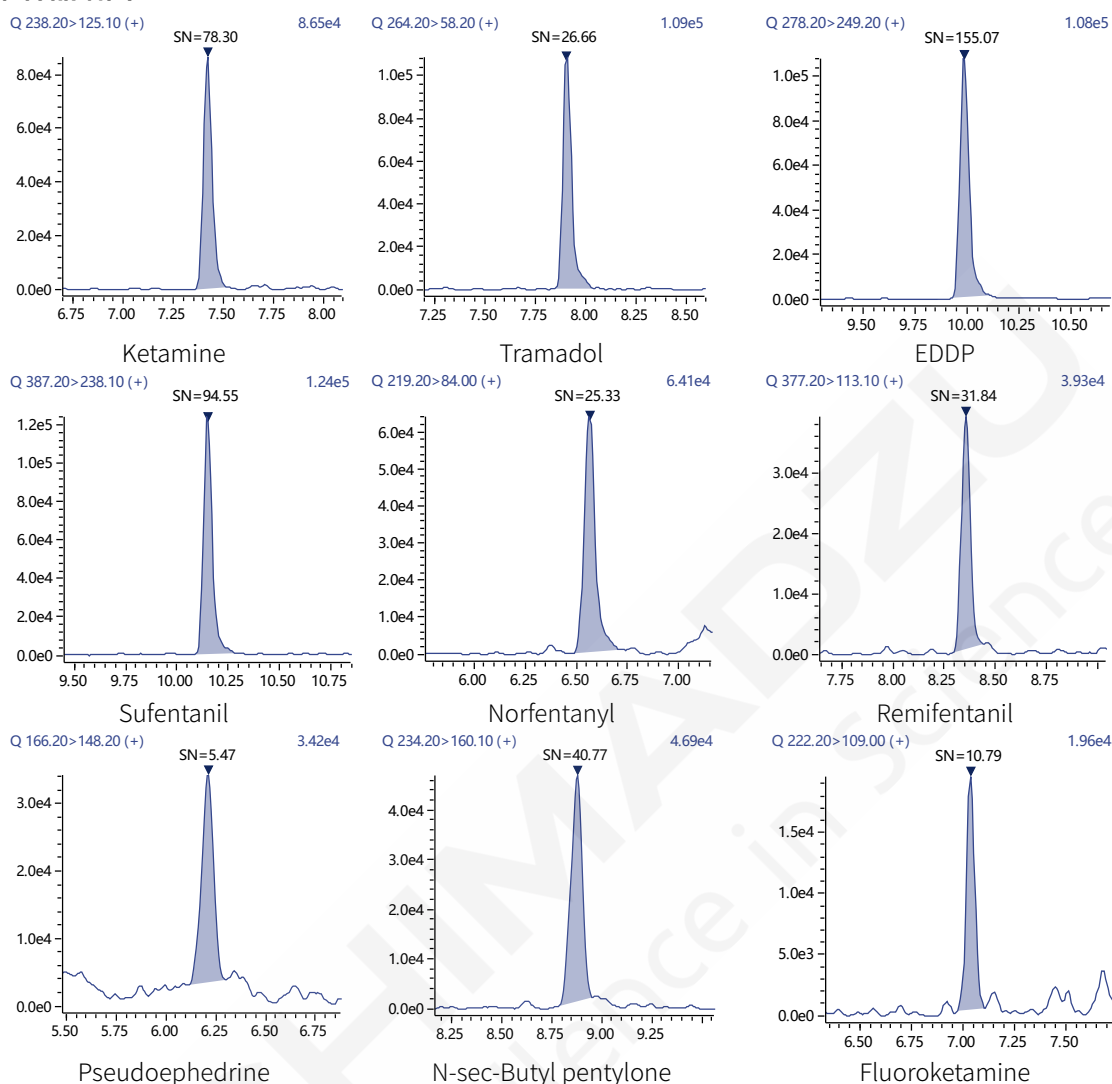 Q 238.20>125.10 (+) 8.65e4
SN=78.30
8.0e4
6.0e4
4.0e4
2.0e4
0.0e0
6.75 7.00 7.25 7.50 7.75 8.00
Ketamine
Q 264.20>58.20 (+) 1.09e5
SN=26.66
1.0e5
8.0e4
6.0e4
4.0e4
2.0e4
0.0e0
7.25 7.50 7.75 8.00 8.25 8.50
Tramadol
Q 278.20>249.20 (+) 1.08e5
SN=155.07
1.0e5
8.0e4
6.0e4
4.0e4
2.0e4
0.0e0
9.50 9.75 10.00 10.25 10.50
EDDP
Q 387.20>238.10 (+) 1.24e5
SN=94.55
1.2e5
1.0e5
8.0e4
6.0e4
4.0e4
2.0e4
0.0e0
9.50 9.75 10.00 10.25 10.50 10.75
Sufentanil
Q 219.20>84.00 (+) 6.41e4
SN=25.33
6.0e4
5.0e4
4.0e4
3.0e4
2.0e4
1.0e4
0.0e0
6.00 6.25 6.50 6.75 7.00
Norfentanyl
Q 377.20>113.10 (+) 3.93e4
SN=31.84
3.0e4
2.0e4
1.0e4
0.0e0
7.75 8.00 8.25 8.50 8.75
Remifentanil
Q 166.20>148.20 (+) 3.42e4
SN=5.47
3.0e4
2.0e4
1.0e4
0.0e0
5.50 5.75 6.00 6.25 6.50 6.75
Pseudoephedrine
Q 234.20>160.10 (+) 4.69e4
SN=40.77
4.0e4
3.0e4
2.0e4
1.0e4
0.0e0
8.25 8.50 8.75 9.00 9.25
N-sec-Butyl pentylone
Q 222.20>109.00 (+) 1.96e4
SN=10.79
1.5e4
1.0e4
5.0e3
0.0e0
6.50 6.75 7.00 7.25 7.50
Fluoroketamine
HIMADZU
lence in Science